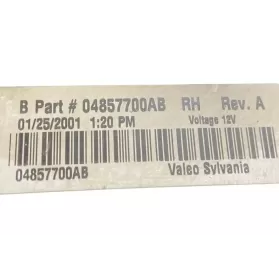 B Part # 04857700AB RH Rev. A
01/25/2001 1:20 PM Voltage 12V
04857700AB Valeo Sylvania